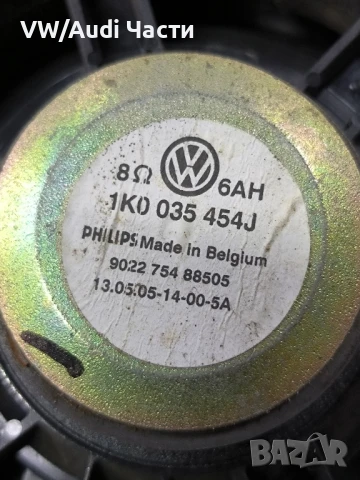 VW/Audi Части
8Ω 6AH
1K0 035 454J
PHILIPS Made in Belgium
9022 754 88505
13.05.05-14-00-5A
BAZAR